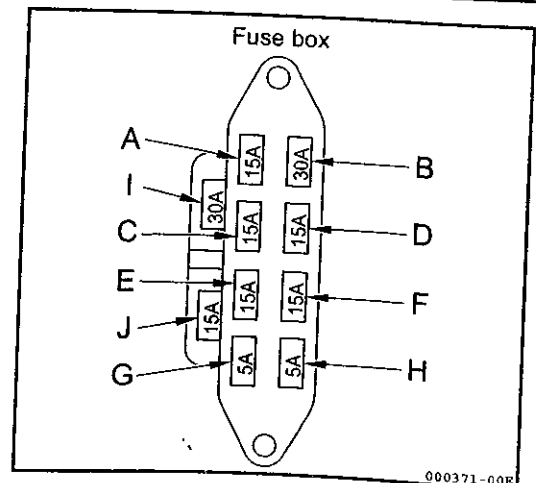 Fuse box
A 15A 30A B
I 30A
C 15A 15A D
E 15A 15A F
J 15A
G 5A 5A H
000371-00E